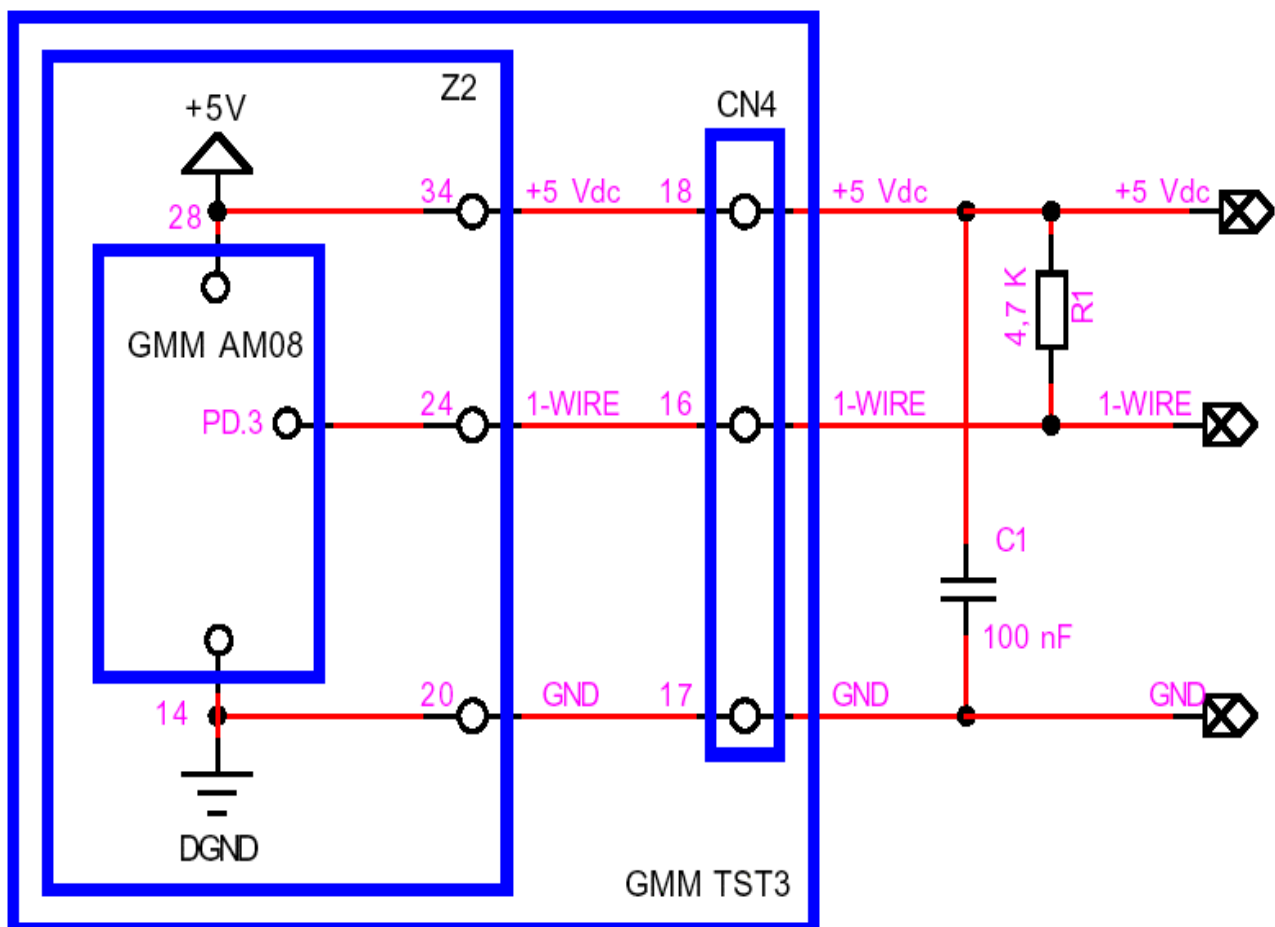 Z2
+5V
CN4
34
+5 Vdc
18
+5 Vdc
+5 Vdc
28
4,7 K
R1
GMM AM08
PD.3
24
1-WIRE
16
1-WIRE
1-WIRE
C1
100 nF
14
20
GND
17
GND
GND
DGND
GMM TST3